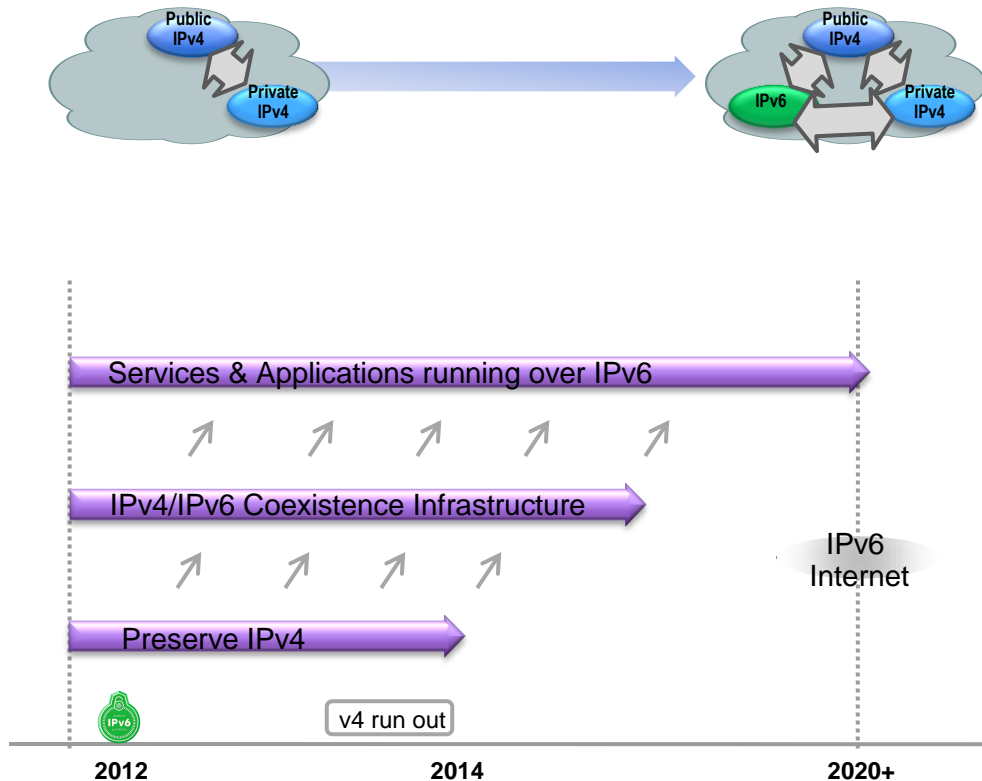 Public
IPv4
Private
IPv4
Public
IPv4
IPv6
Private
IPv4
Services & Applications running over IPv6
IPv4/IPv6 Coexistence Infrastructure
IPv6
Internet
Preserve IPv4
IPv6
v4 run out
2012
2014
2020+